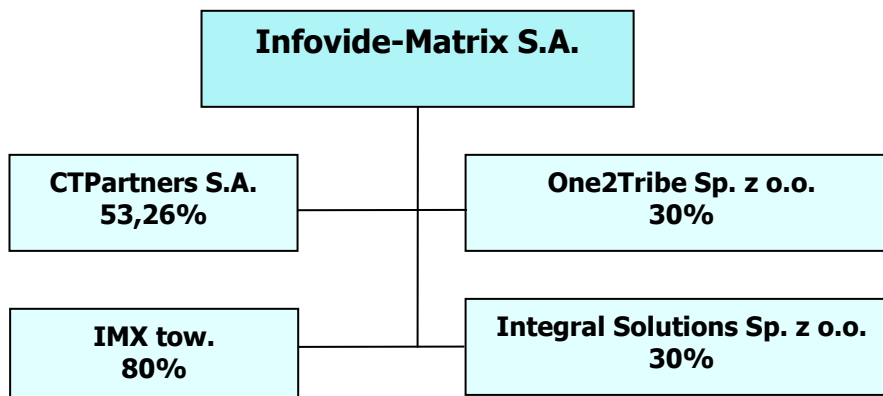 Infovide-Matrix S.A.
CTPartners S.A.
53,26%
One2Tribe Sp. z o.o.
30%
IMX tow.
80%
Integral Solutions Sp. z o.o.
30%